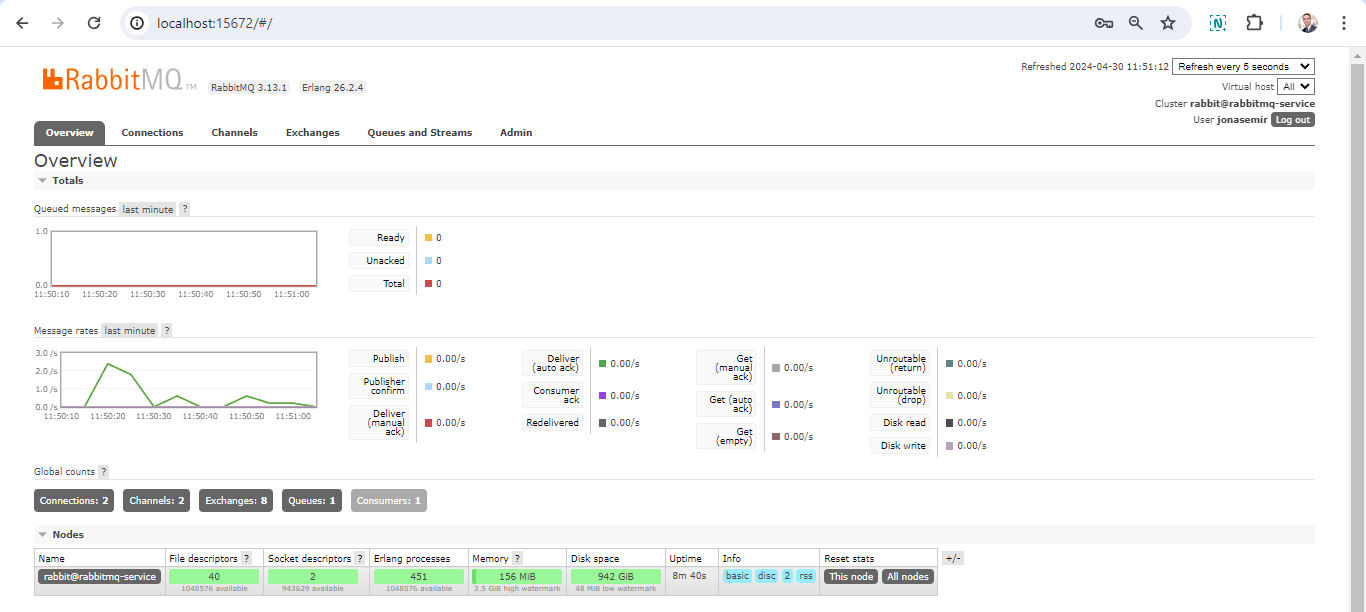 localhost:15672/#/
RabbitMQ TM RabbitMQ 3.13.1 Erlang 26.2.4
Refreshed 2024-04-30 11:51:12 Refresh every 5 seconds
Virtual host All
Cluster rabbit@rabbitmq-service
User jonasemir Log out
Overview Connections Channels Exchanges Queues and Streams Admin
Overview
Totals
Queued messages last minute ?
1.0
0.0
11:50:10 11:50:20 11:50:30 11:50:40 11:50:50 11:51:00
Ready 0
Unacked 0
Total 0
Message rates last minute ?
3.0 /s
2.0 /s
1.0 /s
0.0 /s
11:50:10 11:50:20 11:50:30 11:50:40 11:50:50 11:51:00
Publish 0.00/s
Publisher
confirm 0.00/s
Deliver
(manual
ack) 0.00/s
Deliver
(auto ack) 0.00/s
Consumer
ack 0.00/s
Redelivered 0.00/s
Get
(manual
ack) 0.00/s
Get (auto
ack) 0.00/s
Get
(empty) 0.00/s
Unroutable
(return) 0.00/s
Unroutable
(drop) 0.00/s
Disk read 0.00/s
Disk write 0.00/s
Global counts ?
Connections: 2 Channels: 2 Exchanges: 8 Queues: 1 Consumers: 1
Nodes
Name File descriptors ? Socket descriptors ? Erlang processes Memory ? Disk space Uptime Info Reset stats +/-
rabbit@rabbitmq-service 40 2 451 156 MiB 942 GiB 8m 40s basic disc 2 rss This node All nodes
1048576 available 943629 available 1048576 available 3.5 GiB high watermark 48 MiB low watermark